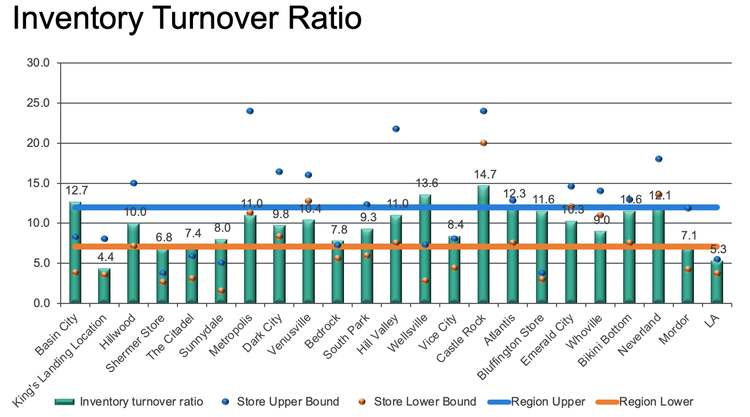 Inventory Turnover Ratio
30.0
25.0
20.0
15.0
10.0
5.0
0.0
12.7
4.4
10.0
6.8
7.4
8.0
11.0
9.8
10.4
7.8
9.3
11.0
13.6
8.4
14.7
12.3
11.6
10.3
9.0
11.6
12.1
7.1
5.3
Basin City
King's Landing Location
Hillwood
Shermer Store
The Citadel
Sunnydale
Metropolis
Dark City
Venusville
Bedrock
South Park
Hill Valley
Wellsville
Vice City
Castle Rock
Atlantis
Bluffington Store
Emerald City
Whoville
Bikini Bottom
Neverland
Mordor
LA
Inventory turnover ratio Store Upper Bound Store Lower Bound Region Upper Region Lower